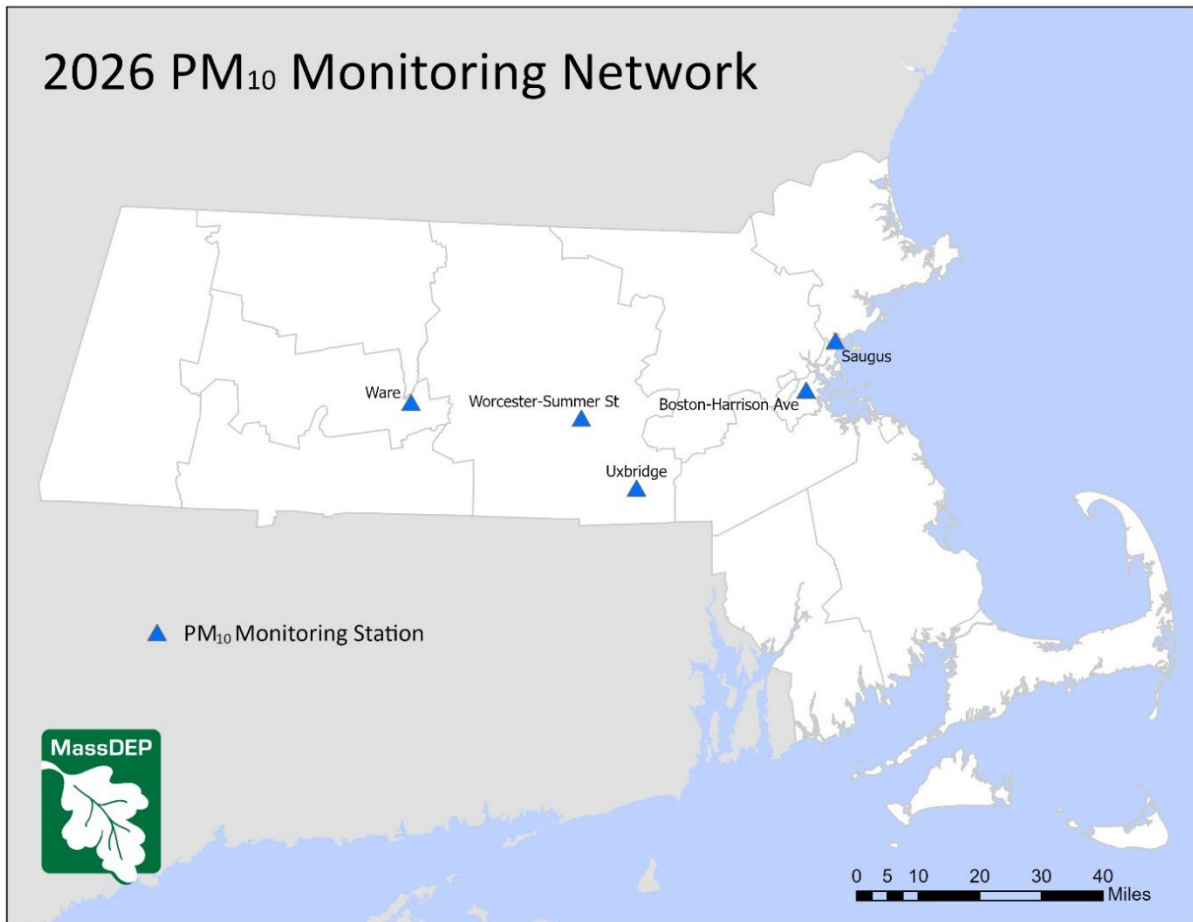 2026 PM₁₀ Monitoring Network
Saugus
Ware
Worcester-Summer St
Boston-Harrison Ave
Uxbridge
PM₁₀ Monitoring Station
MassDEP
0 5 10 20 30 40
Miles